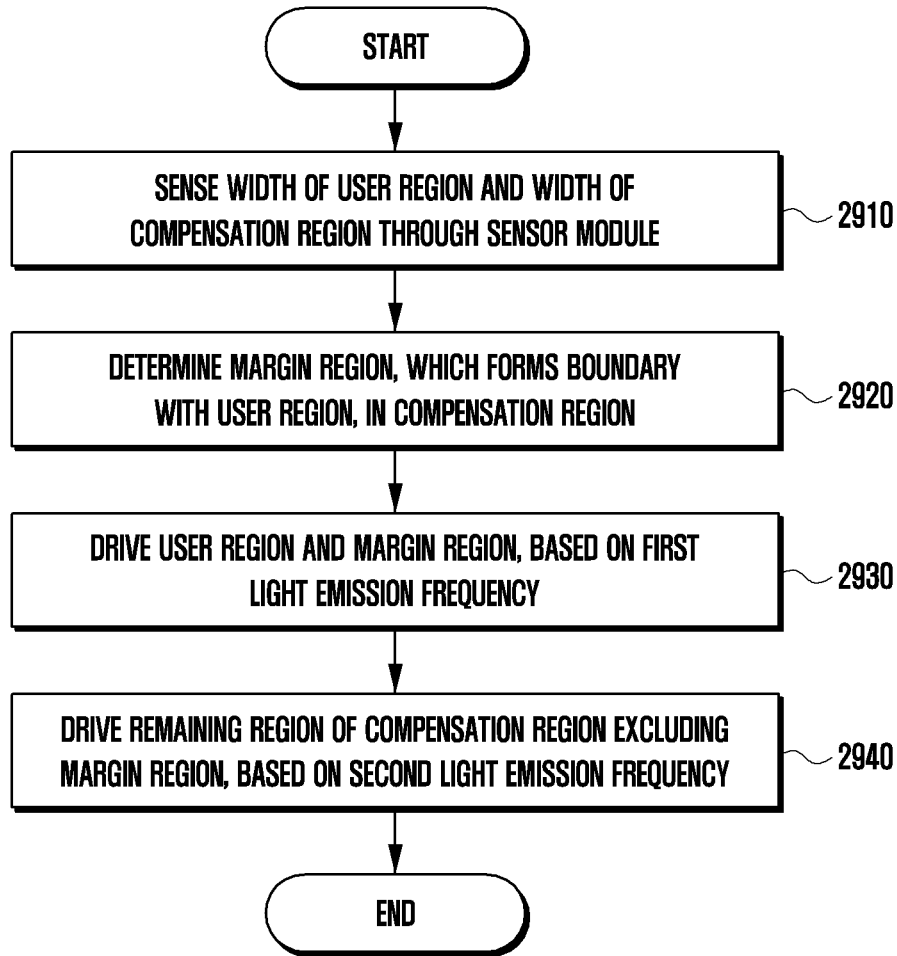 START
SENSE WIDTH OF USER REGION AND WIDTH OF
COMPENSATION REGION THROUGH SENSOR MODULE
2910
DETERMINE MARGIN REGION, WHICH FORMS BOUNDARY
WITH USER REGION, IN COMPENSATION REGION
2920
DRIVE USER REGION AND MARGIN REGION, BASED ON FIRST
LIGHT EMISSION FREQUENCY
2930
DRIVE REMAINING REGION OF COMPENSATION REGION EXCLUDING
MARGIN REGION, BASED ON SECOND LIGHT EMISSION FREQUENCY
2940
END